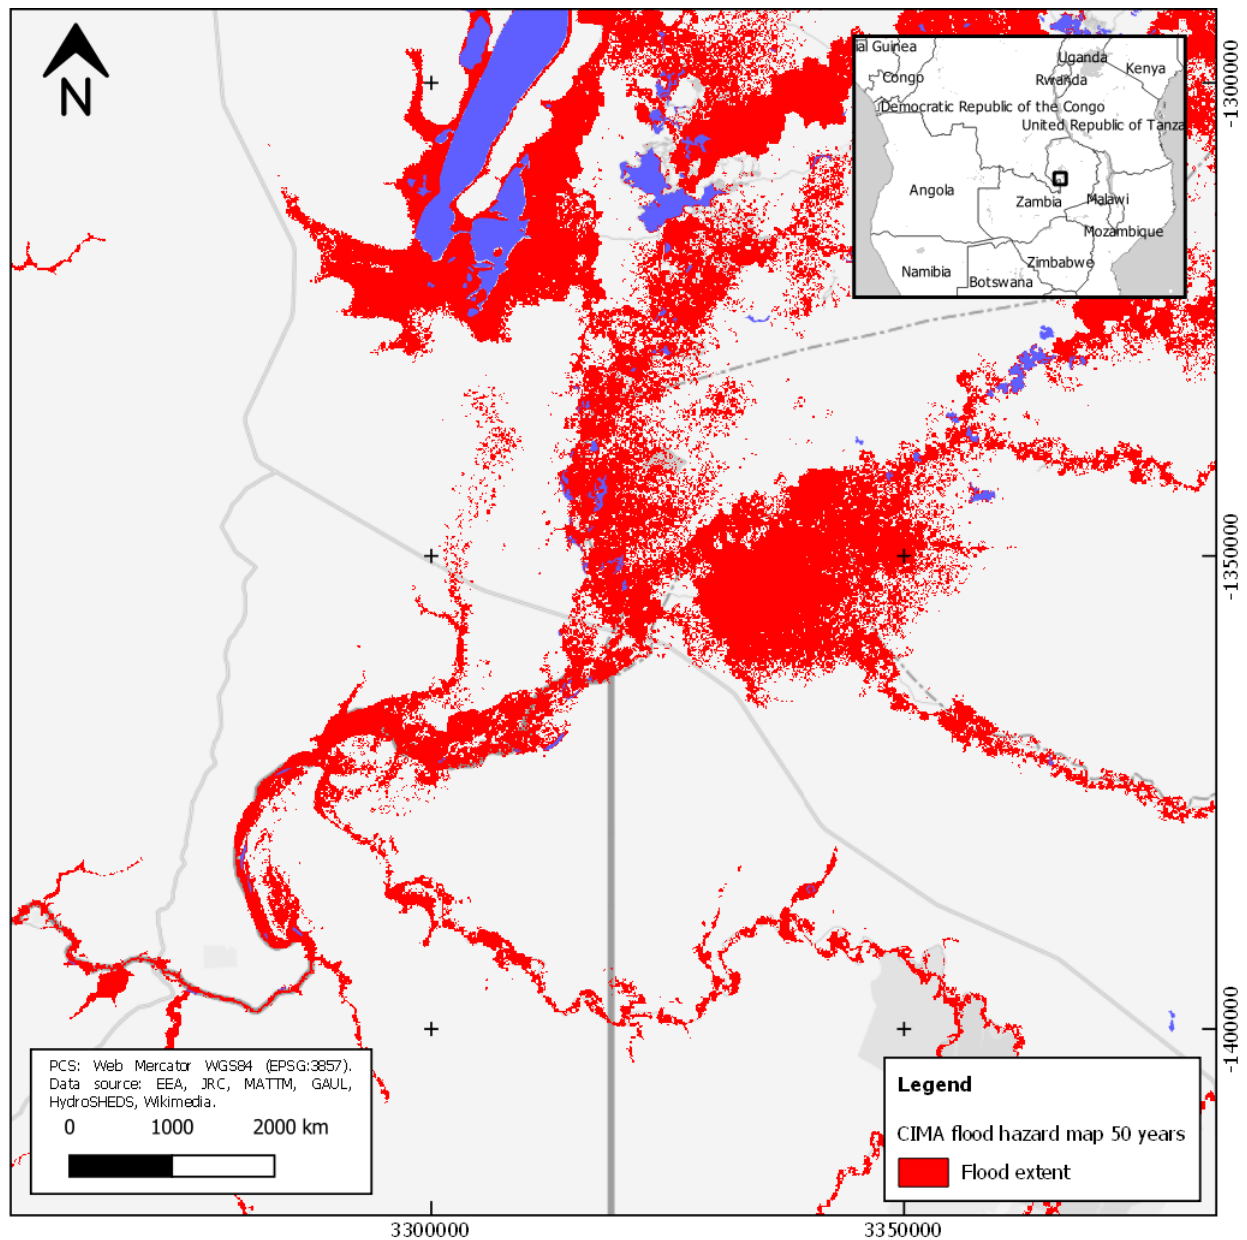 N
ial Guinea
Uganda
Congo
Kenya
Rwanda
Democratic Republic of the Congo
United Republic of Tanza
Angola
Zambia
Malawi
Mozambique
Namibia
Zimbabwe
Botswana
-1300000
-1350000
-1400000
PCS: Web Mercator WGS84 (EPSG:3857).
Data source: EEA, JRC, MATTM, GAUL,
HydroSHEDS, Wikimedia.
0 1000 2000 km
Legend
CIMA flood hazard map 50 years
Flood extent
3300000 3350000